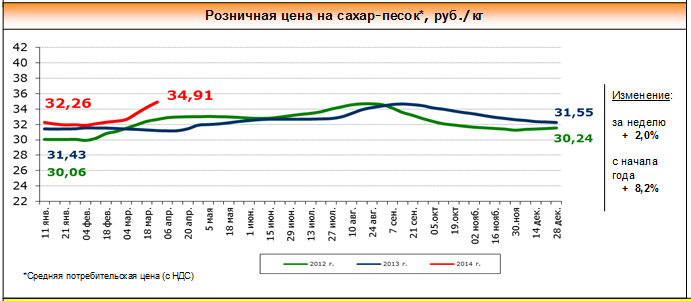 Розничная цена на сахар-песок*, руб./кг
42
40
38
36
34
32
30
28
26
24
22
32,26
34,91
31,43
30,06
31,55
30,24
Изменение:
за неделю
+ 2,0%
с начала
года
+ 8,2%
11 янв.
21 янв.
04 фев.
18 фев.
04 мар.
18 мар.
06 апр.
20 апр.
5 мая
18 мая
1 июн.
15 июн.
29 июн.
13 июл.
27 июл.
10 авг.
24 авг.
7 сен.
21 сен.
05.окт
19.окт
02 нояб.
16 нояб.
30.ноя
14 дек.
28 дек.
2012 г.
2013 г.
2014 г.
*Средняя потребительская цена (с НДС)